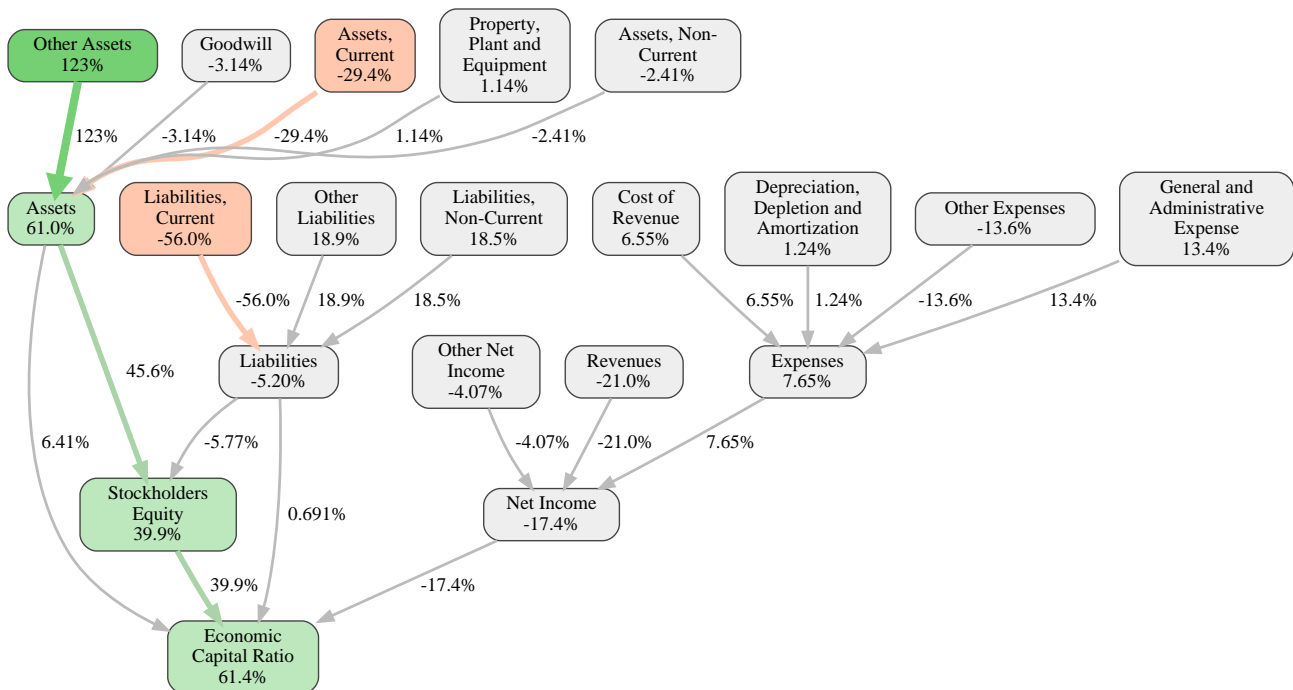 Other Assets
123%
Goodwill
-3.14%
Assets,
Current
-29.4%
Property,
Plant and
Equipment
1.14%
Assets, Non-
Current
-2.41%
123%
-3.14%
-29.4%
1.14%
-2.41%
Assets
61.0%
Liabilities,
Current
-56.0%
Other
Liabilities
18.9%
Liabilities,
Non-Current
18.5%
Cost of
Revenue
6.55%
Depreciation,
Depletion and
Amortization
1.24%
Other Expenses
-13.6%
General and
Administrative
Expense
13.4%
-56.0%
18.9%
18.5%
6.55%
1.24%
-13.6%
13.4%
45.6%
Liabilities
-5.20%
Other Net
Income
-4.07%
Revenues
-21.0%
Expenses
7.65%
6.41%
-5.77%
-4.07%
-21.0%
7.65%
Stockholders
Equity
39.9%
0.691%
Net Income
-17.4%
39.9%
-17.4%
Economic
Capital Ratio
61.4%